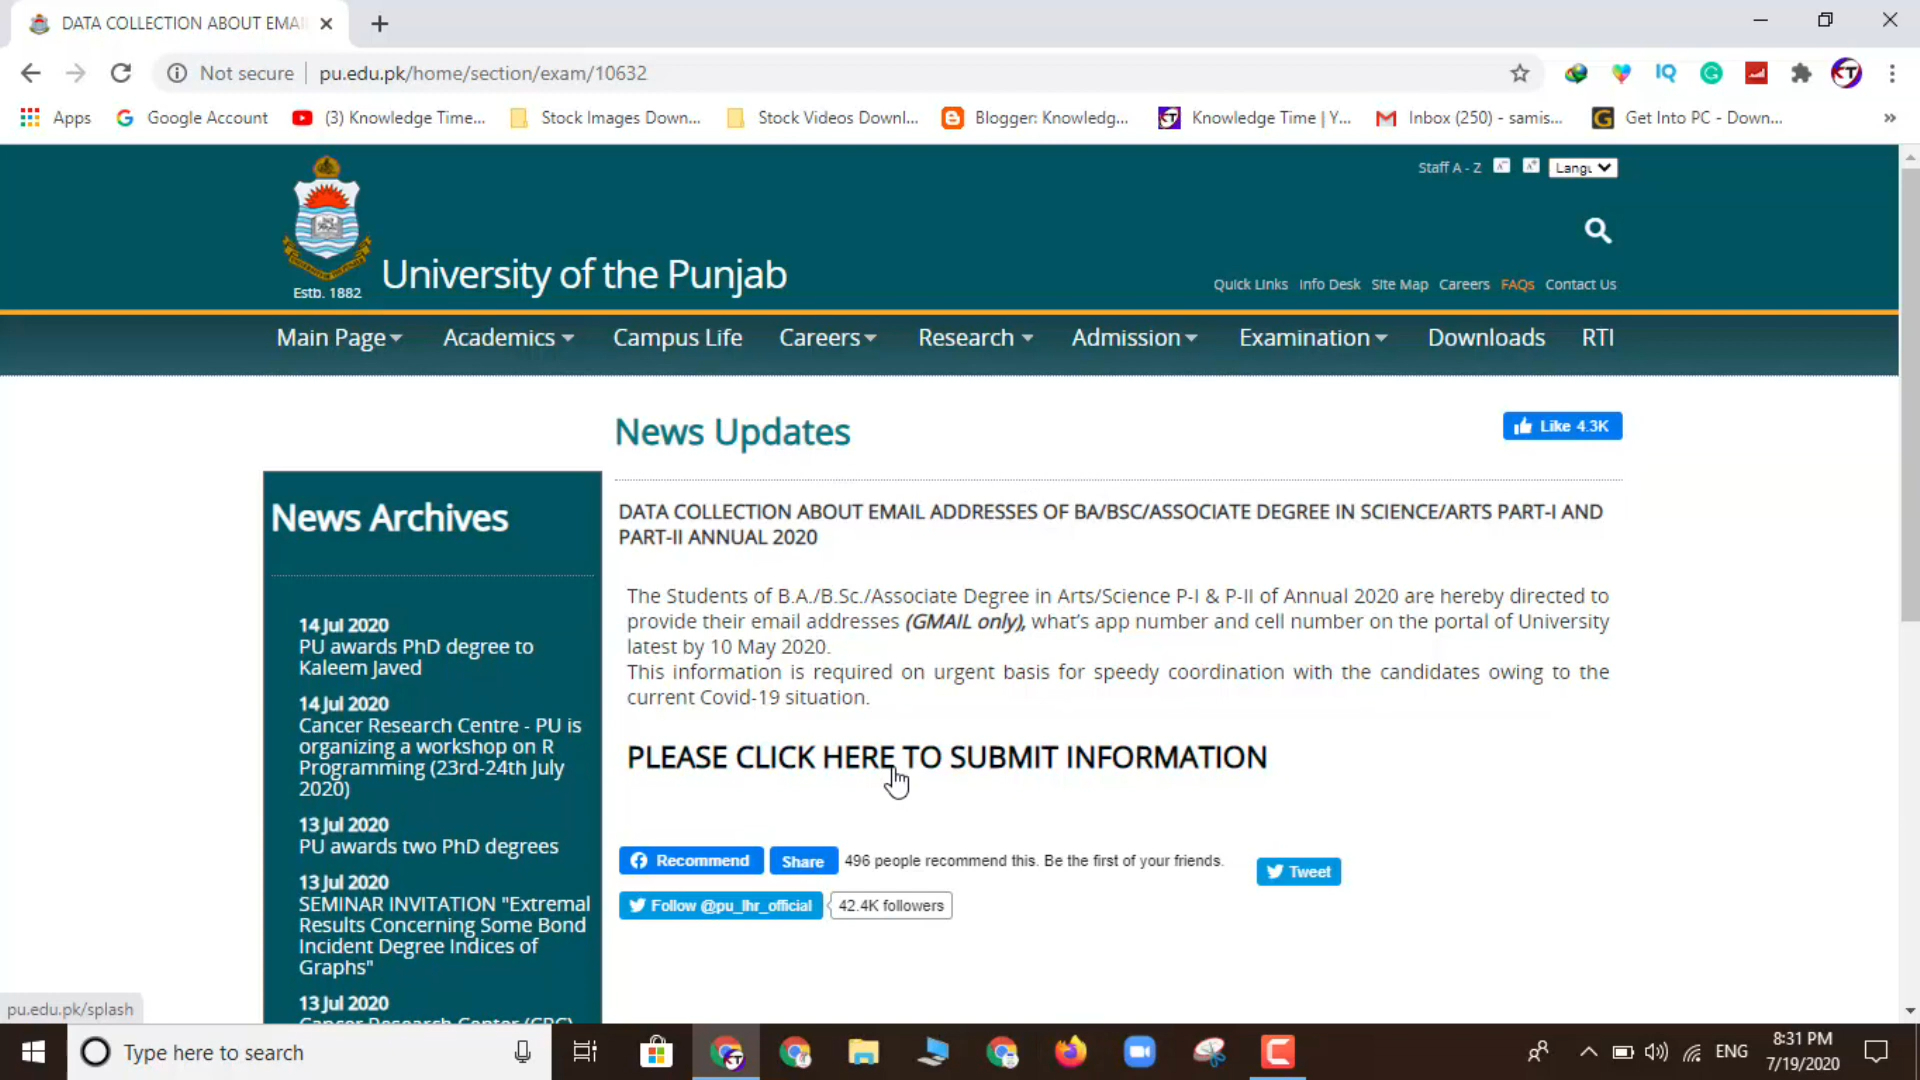 DATA COLLECTION ABOUT EMAI
Not secure
pu.edu.pk/home/section/exam/10632
Apps
Google Account
(3) Knowledge Time...
Stock Images Down...
Stock Videos Downl...
Blogger: Knowledg...
Knowledge Time | Y...
Inbox (250) - samis...
Get Into PC - Down...
Staff A - Z
Langu
Estb. 1882
University of the Punjab
Quick Links Info Desk Site Map Careers FAQs Contact Us
Main Page Academics Campus Life Careers Research Admission Examination Downloads RTI
News Updates
Like 4.3K
News Archives
14 Jul 2020
PU awards PhD degree to
Kaleem Javed
14 Jul 2020
Cancer Research Centre - PU is
organizing a workshop on R
Programming (23rd-24th July
2020)
13 Jul 2020
PU awards two PhD degrees
13 Jul 2020
SEMINAR INVITATION "Extremal
Results Concerning Some Bond
Incident Degree Indices of
Graphs"
13 Jul 2020
Cancer Research Center (CRC)
DATA COLLECTION ABOUT EMAIL ADDRESSES OF BA/BSC/ASSOCIATE DEGREE IN SCIENCE/ARTS PART-I AND
PART-II ANNUAL 2020
The Students of B.A./B.Sc./Associate Degree in Arts/Science P-I & P-II of Annual 2020 are hereby directed to
provide their email addresses (GMAIL only), what's app number and cell number on the portal of University
latest by 10 May 2020.
This information is required on urgent basis for speedy coordination with the candidates owing to the
current Covid-19 situation.
PLEASE CLICK HERE TO SUBMIT INFORMATION
Recommend
Share
496 people recommend this. Be the first of your friends.
Tweet
Follow @pu_lhr_official
42.4K followers
pu.edu.pk/splash
Type here to search
ENG
8:31 PM
7/19/2020